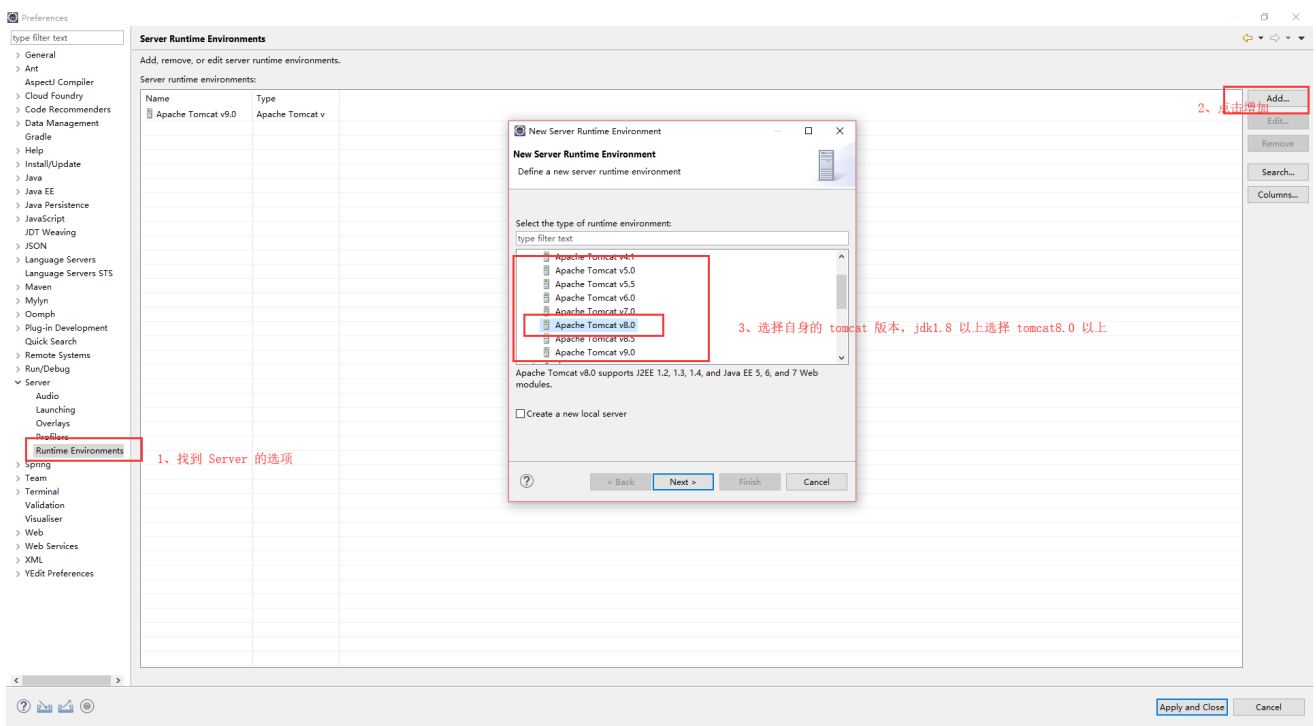 Preferences
type filter text
Server Runtime Environments
General
Ant
AspectJ Compiler
Cloud Foundry
Code Recommenders
Data Management
Gradle
Help
Install/Update
Java
Java EE
Java Persistence
JavaScript
JDT Weaving
JSON
Language Servers
Language Servers STS
Maven
Mylyn
Oomph
Plug-in Development
Quick Search
Remote Systems
Run/Debug
Server
Audio
Launching
Overlays
Profilers
Runtime Environments
Spring
Team
Terminal
Validation
Visualiser
Web
Web Services
XML
YEdit Preferences
1、找到 Server 的选项
Add, remove, or edit server runtime environments.
Server runtime environments:
Name Type
Apache Tomcat v9.0 Apache Tomcat v
2、点击增加
Add...
Edit...
Remove
Search...
Columns...
New Server Runtime Environment
New Server Runtime Environment
Define a new server runtime environment
Select the type of runtime environment:
type filter text
Apache Tomcat v4.1
Apache Tomcat v5.0
Apache Tomcat v5.5
Apache Tomcat v6.0
Apache Tomcat v7.0
Apache Tomcat v8.0
Apache Tomcat v8.5
Apache Tomcat v9.0
3、选择自身的 tomcat 版本, jdk1.8 以上选择 tomcat8.0 以上
Apache Tomcat v8.0 supports J2EE 1.2, 1.3, 1.4, and Java EE 5, 6, and 7 Web
modules.
Create a new local server
< Back Next > Finish Cancel
Apply and Close Cancel